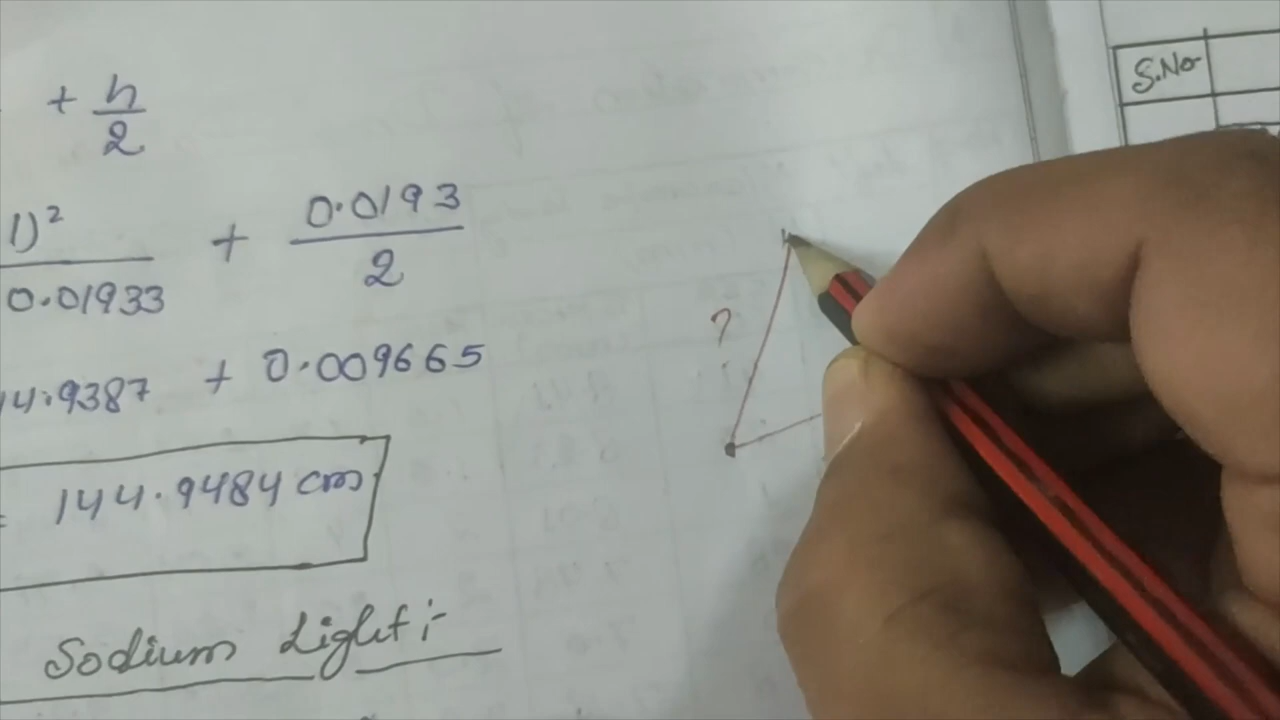 + h/2
1)² / 0.01933 + 0.0193 / 2
14.9387 + 0.009665
= 144.9484 cm
Sodium Light:-
?
S.No